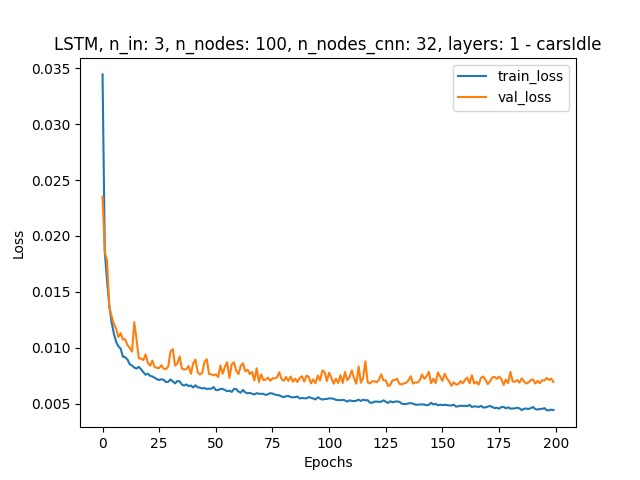 LSTM, n_in: 3, n_nodes: 100, n_nodes_cnn: 32, layers: 1 - carsIdle
train_loss
val_loss
0.035
0.030
0.025
0.020
0.015
0.010
0.005
Loss
0 25 50 75 100 125 150 175 200
Epochs